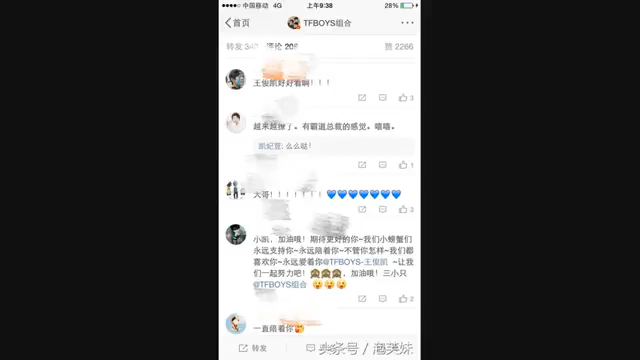 中国移动 4G 上午9:38 28%
首页 TFBOYS组合
转发 评论 赞 2266
王俊凯好好看啊！！！
3
越来越撩了。有霸道总裁的感觉。嘻嘻。
凯妃萱: 么么哒！
1
大哥！！！！！！！💙💙💙💙💙💙💙
3
小凯，加油哦！期待更好的你~我们小螃蟹们
永远支持你~永远陪着你~不管你怎样~我们都
喜欢你~永远爱着你@TFBOYS-王俊凯 ~让我
们一起努力吧！🙈🙈🙈，加油哦！三小只
@TFBOYS组合 😘😘😘
2
一直陪着你😘
转发 头条号 / 泡芙妹